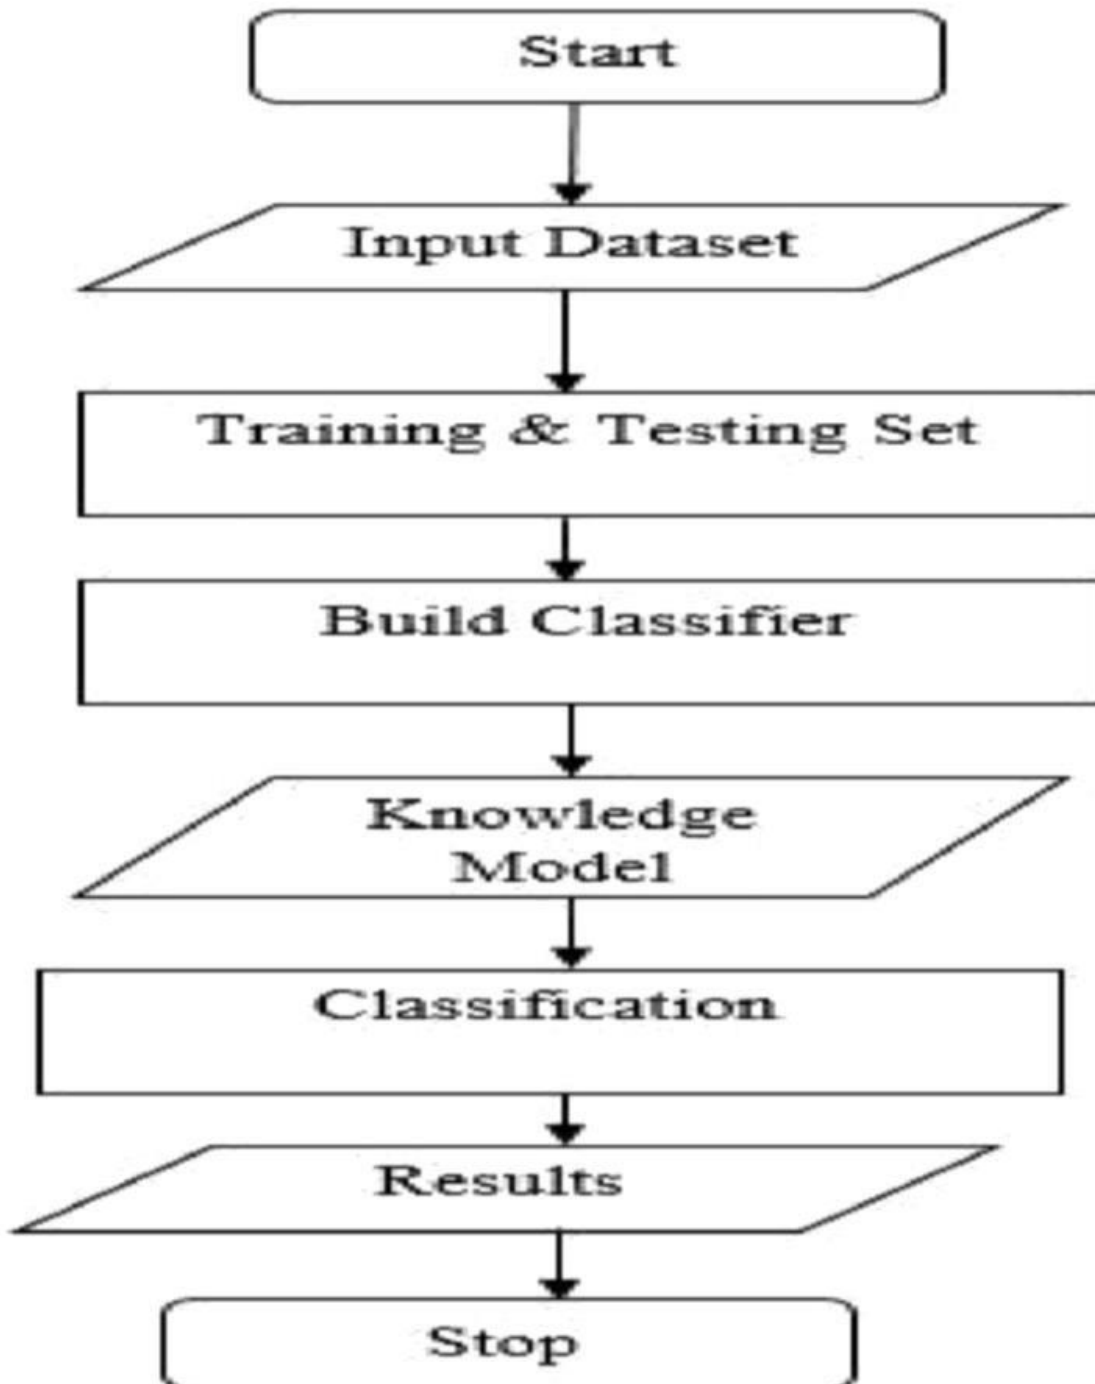 Start
Input Dataset
Training & Testing Set
Build Classifier
Knowledge
Model
Classification
Results
Stop